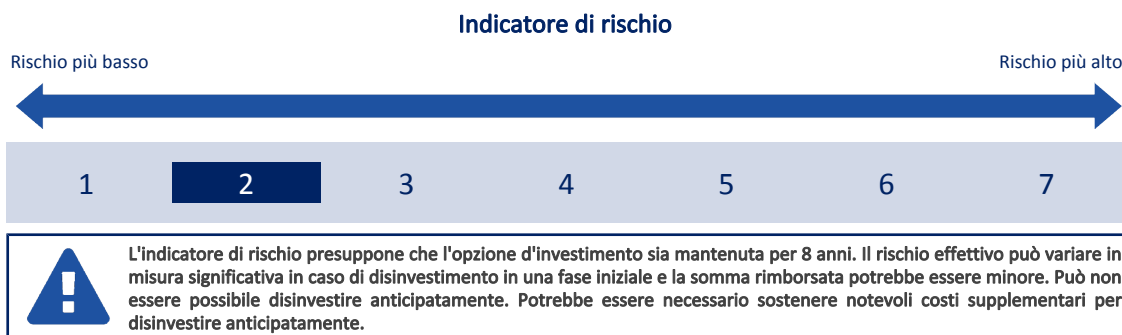 Indicatore di rischio
Rischio più basso
Rischio più alto
1 2 3 4 5 6 7
L'indicatore di rischio presuppone che l'opzione d'investimento sia mantenuta per 8 anni. Il rischio effettivo può variare in
misura significativa in caso di disinvestimento in una fase iniziale e la somma rimborsata potrebbe essere minore. Può non
essere possibile disinvestire anticipatamente. Potrebbe essere necessario sostenere notevoli costi supplementari per
disinvestire anticipatamente.